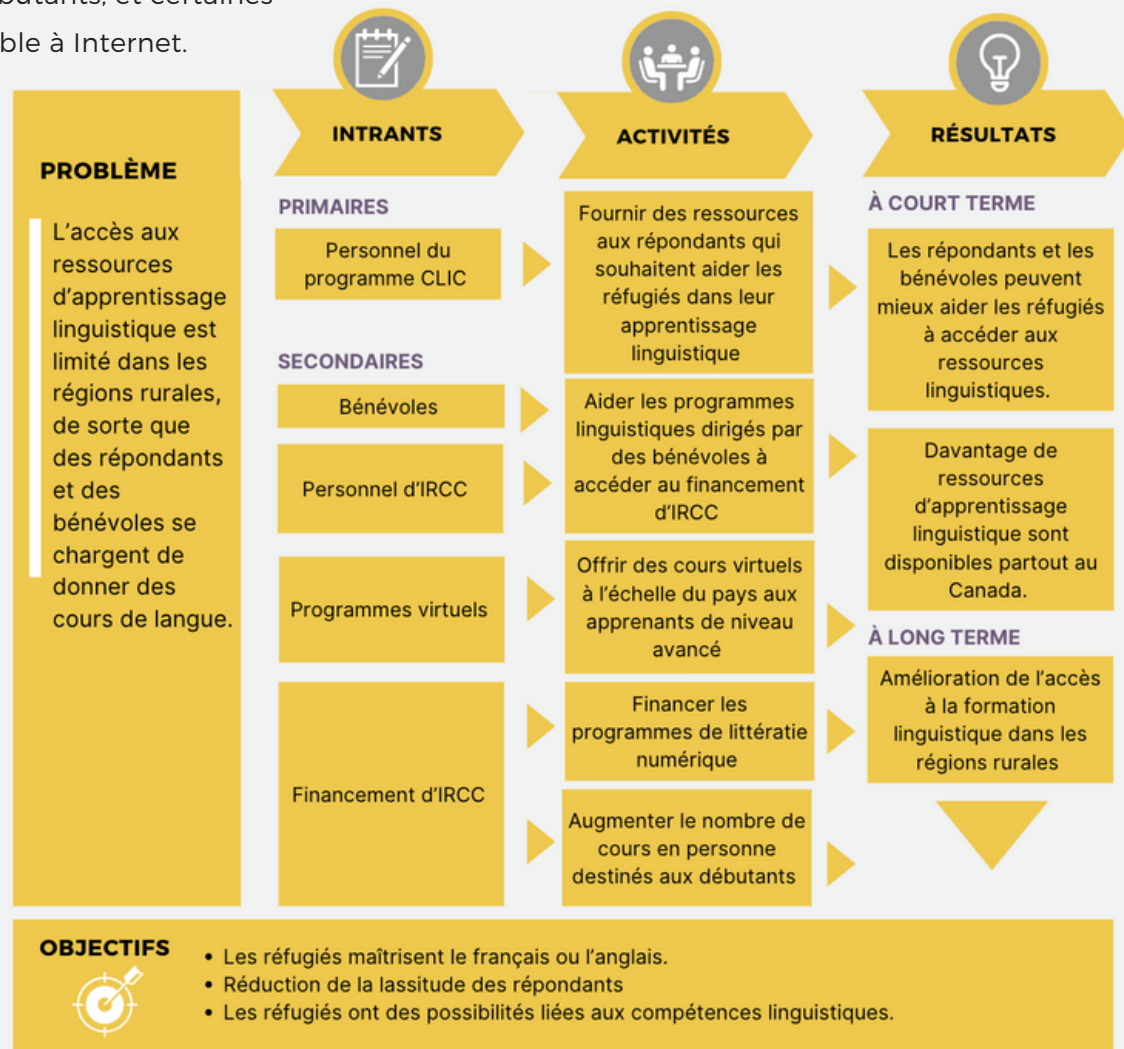 butants, et certaines
ble à Internet.
PROBLÈME
L'accès aux
ressources
d'apprentissage
linguistique est
limité dans les
régions rurales,
de sorte que
des répondants
et des
bénévoles se
chargent de
donner des
cours de langue.
INTRANTS
PRIMAIRES
Personnel du
programme CLIC
SECONDAIRES
Bénévoles
Personnel d'IRCC
Programmes virtuels
Financement d'IRCC
ACTIVITÉS
Fournir des ressources
aux répondants qui
souhaitent aider les
réfugiés dans leur
apprentissage
linguistique
Aider les programmes
linguistiques dirigés par
des bénévoles à
accéder au financement
d'IRCC
Offrir des cours virtuels
à l'échelle du pays aux
apprenants de niveau
avancé
Financer les
programmes de littératie
numérique
Augmenter le nombre de
cours en personne
destinés aux débutants
RÉSULTATS
À COURT TERME
Les répondants et les
bénévoles peuvent
mieux aider les réfugiés
à accéder aux
ressources
linguistiques.
Davantage de
ressources
d'apprentissage
linguistique sont
disponibles partout au
Canada.
À LONG TERME
Amélioration de l'accès
à la formation
linguistique dans les
régions rurales
OBJECTIFS
• Les réfugiés maîtrisent le français ou l'anglais.
• Réduction de la lassitude des répondants
• Les réfugiés ont des possibilités liées aux compétences linguistiques.